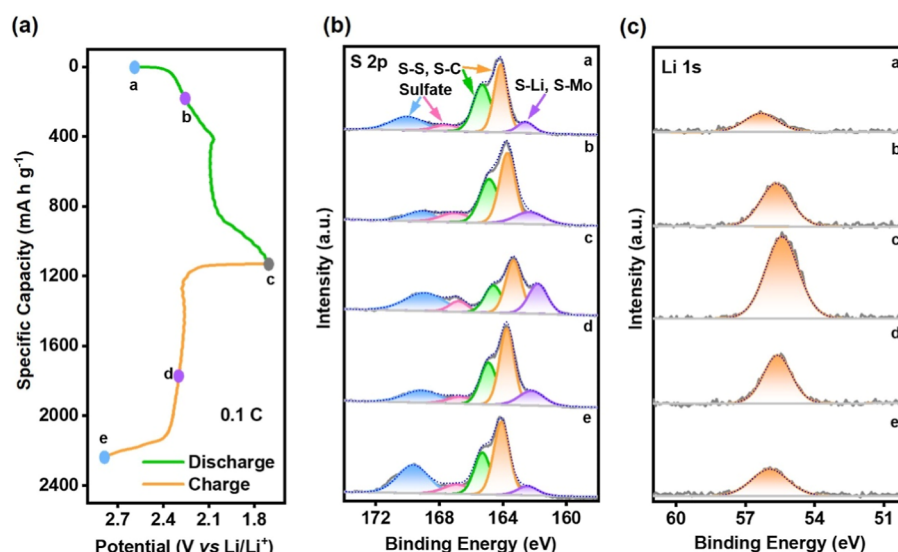 (a)
0
400
800
1200
1600
2000
2400
Specific Capacity (mA h g⁻¹)
a
b
c
d
e
0.1 C
Discharge
Charge
2.7
2.4
2.1
1.8
Potential (V vs Li/Li⁺)
(b)
S 2p
a
S-S, S-C
Sulfate
S-Li, S-Mo
b
c
d
e
Intensity (a.u.)
172
168
164
160
Binding Energy (eV)
(c)
Li 1s
a
b
c
d
e
Intensity (a.u.)
60
57
54
51
Binding Energy (eV)